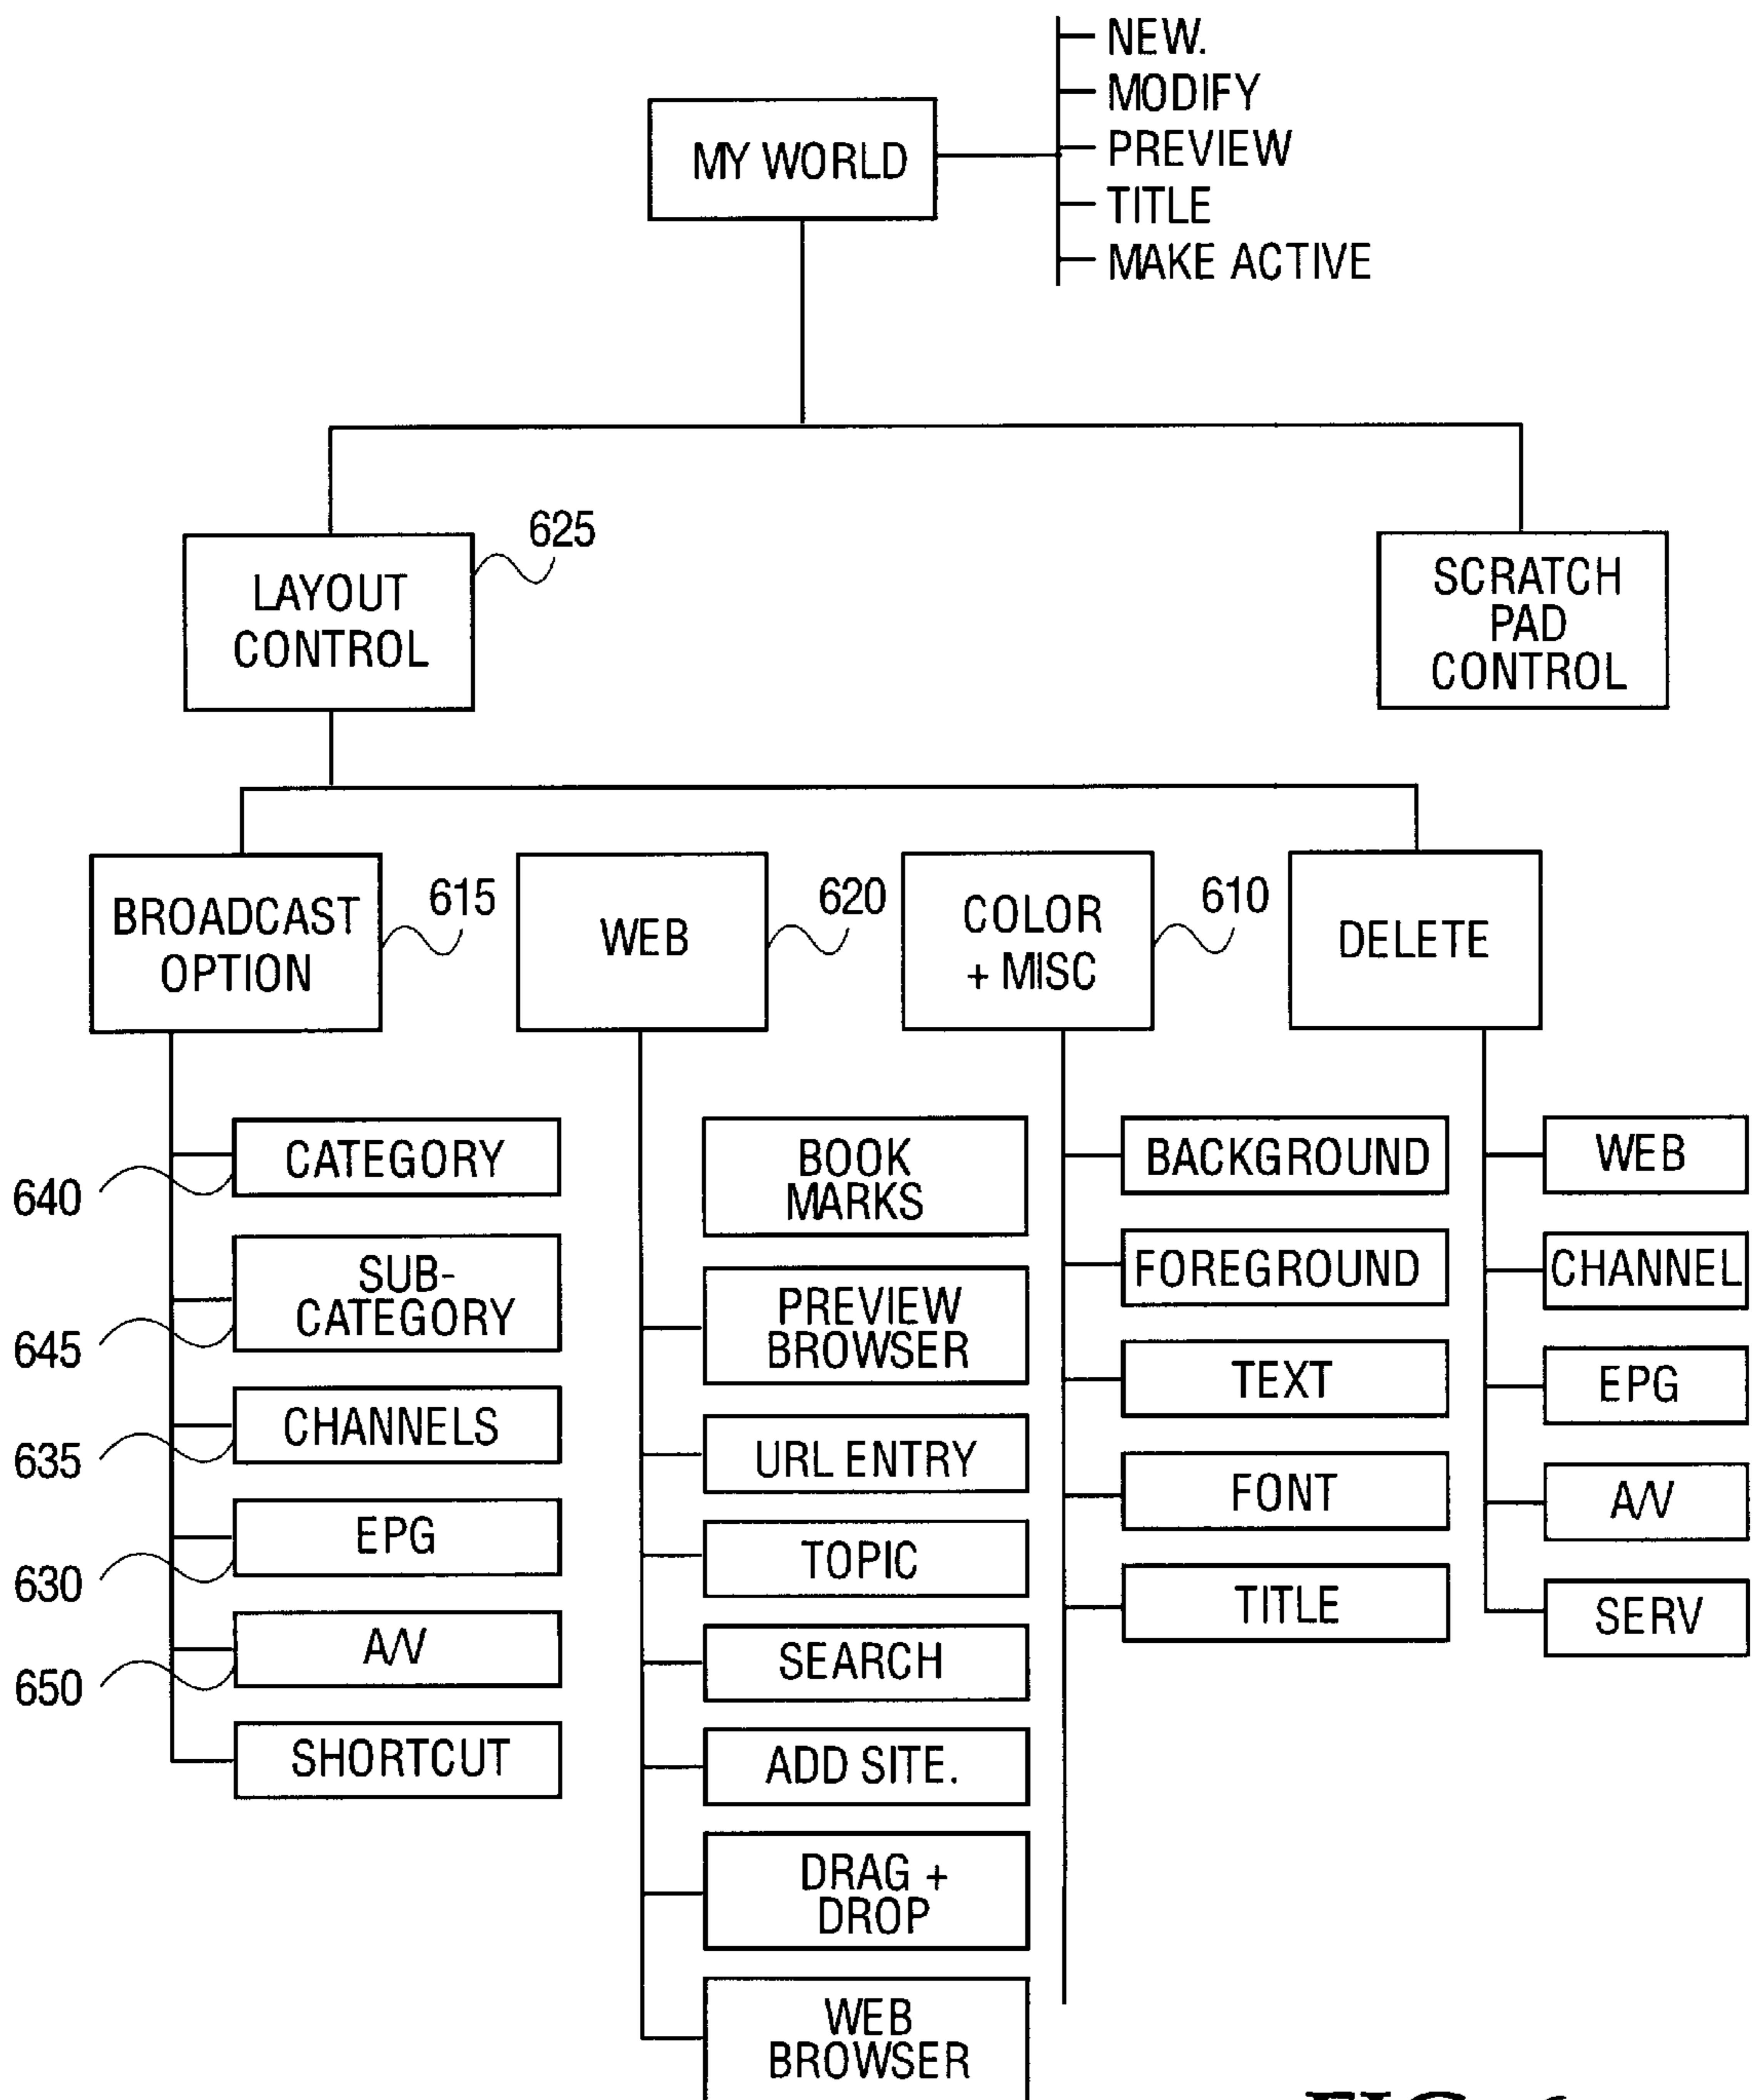 NEW.
MODIFY
PREVIEW
TITLE
MAKE ACTIVE
MY WORLD
625
LAYOUT
CONTROL
SCRATCH
PAD
CONTROL
BROADCAST
OPTION
615
WEB
620
COLOR
+ MISC
610
DELETE
640
CATEGORY
645
SUB-
CATEGORY
635
CHANNELS
630
EPG
650
A/V
SHORTCUT
BOOK
MARKS
PREVIEW
BROWSER
URL ENTRY
TOPIC
SEARCH
ADD SITE.
DRAG +
DROP
WEB
BROWSER
BACKGROUND
FOREGROUND
TEXT
FONT
TITLE
WEB
CHANNEL
EPG
A/V
SERV